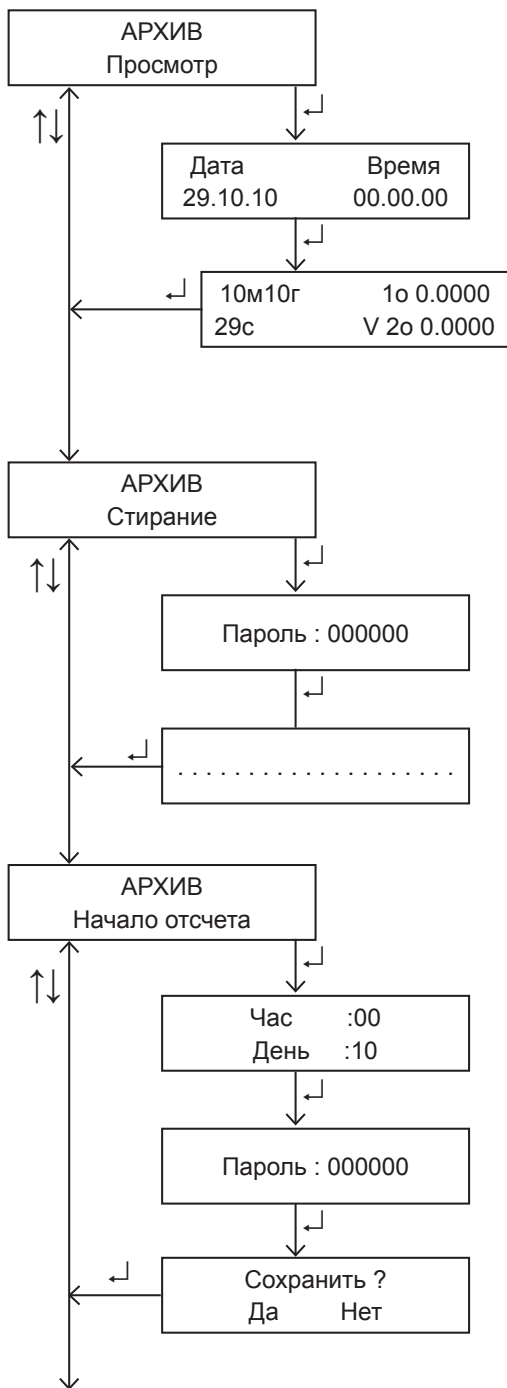 АРХИВ
Просмотр
Дата Время
29.10.10 00.00.00
10м10г 1о 0.0000
29с V 2о 0.0000
АРХИВ
Стирание
Пароль : 000000
. . . . . . . . . . . . . . . . . . . .
АРХИВ
Начало отсчета
Час :00
День :10
Пароль : 000000
Сохранить ?
Да Нет